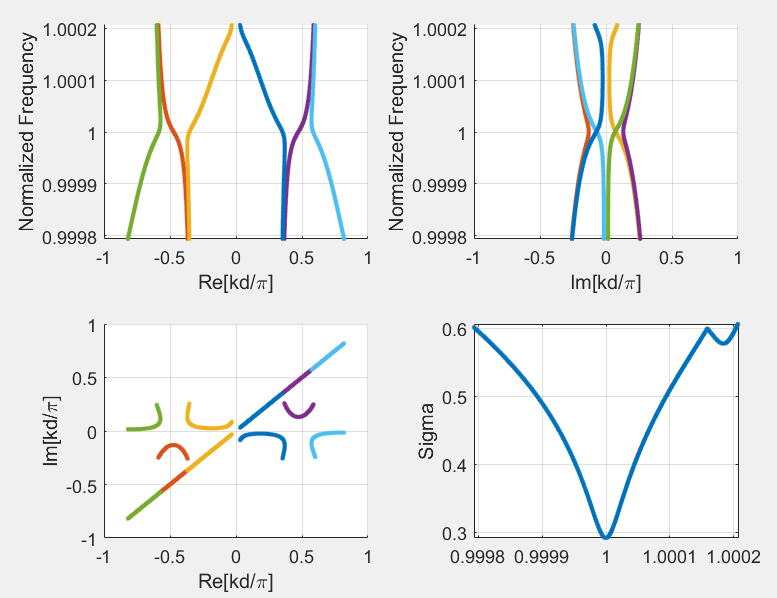 1.0002
1.0001
1
0.9999
0.9998
Normalized Frequency
-1 -0.5 0 0.5 1
Re[kd/π]
1.0002
1.0001
1
0.9999
0.9998
Normalized Frequency
-1 -0.5 0 0.5 1
Im[kd/π]
1
0.5
0
-0.5
-1
Im[kd/π]
-1 -0.5 0 0.5 1
Re[kd/π]
0.6
0.5
0.4
0.3
Sigma
0.9998 0.9999 1 1.0001 1.0002